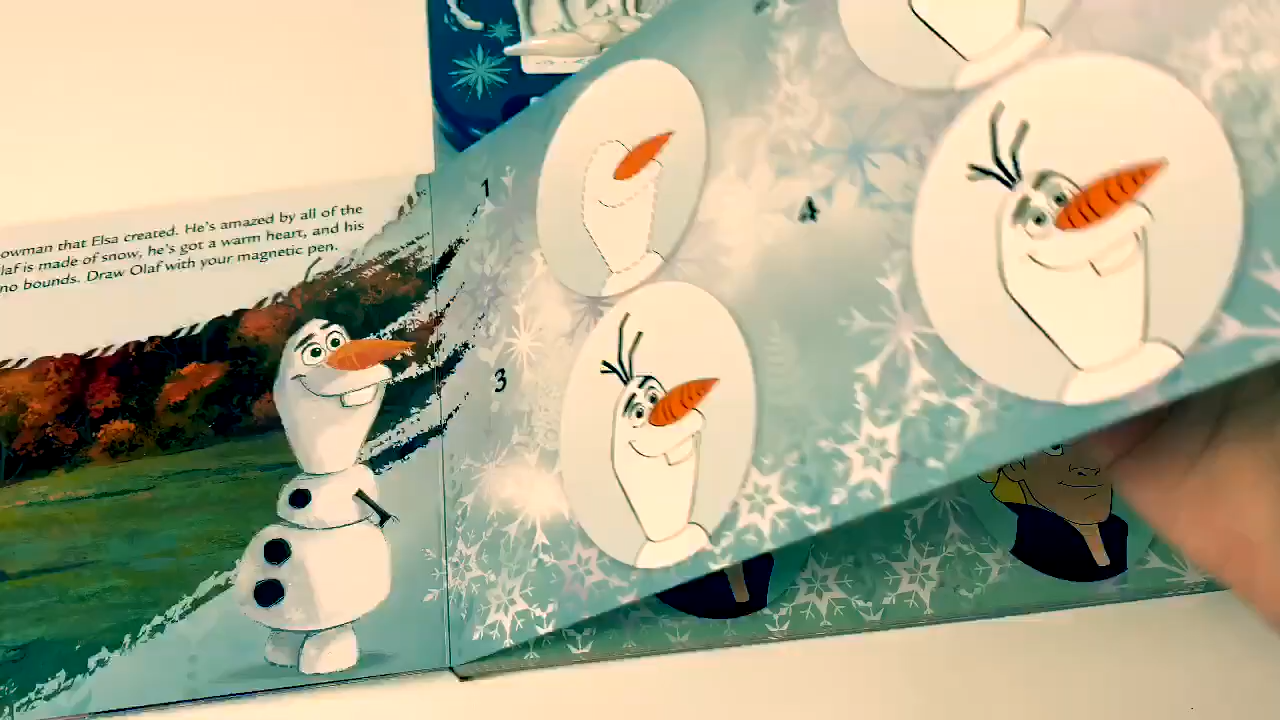 owman that Elsa created. He's amazed by all of the
laf is made of snow, he's got a warm heart, and his
no bounds. Draw Olaf with your magnetic pen.
1
4
3